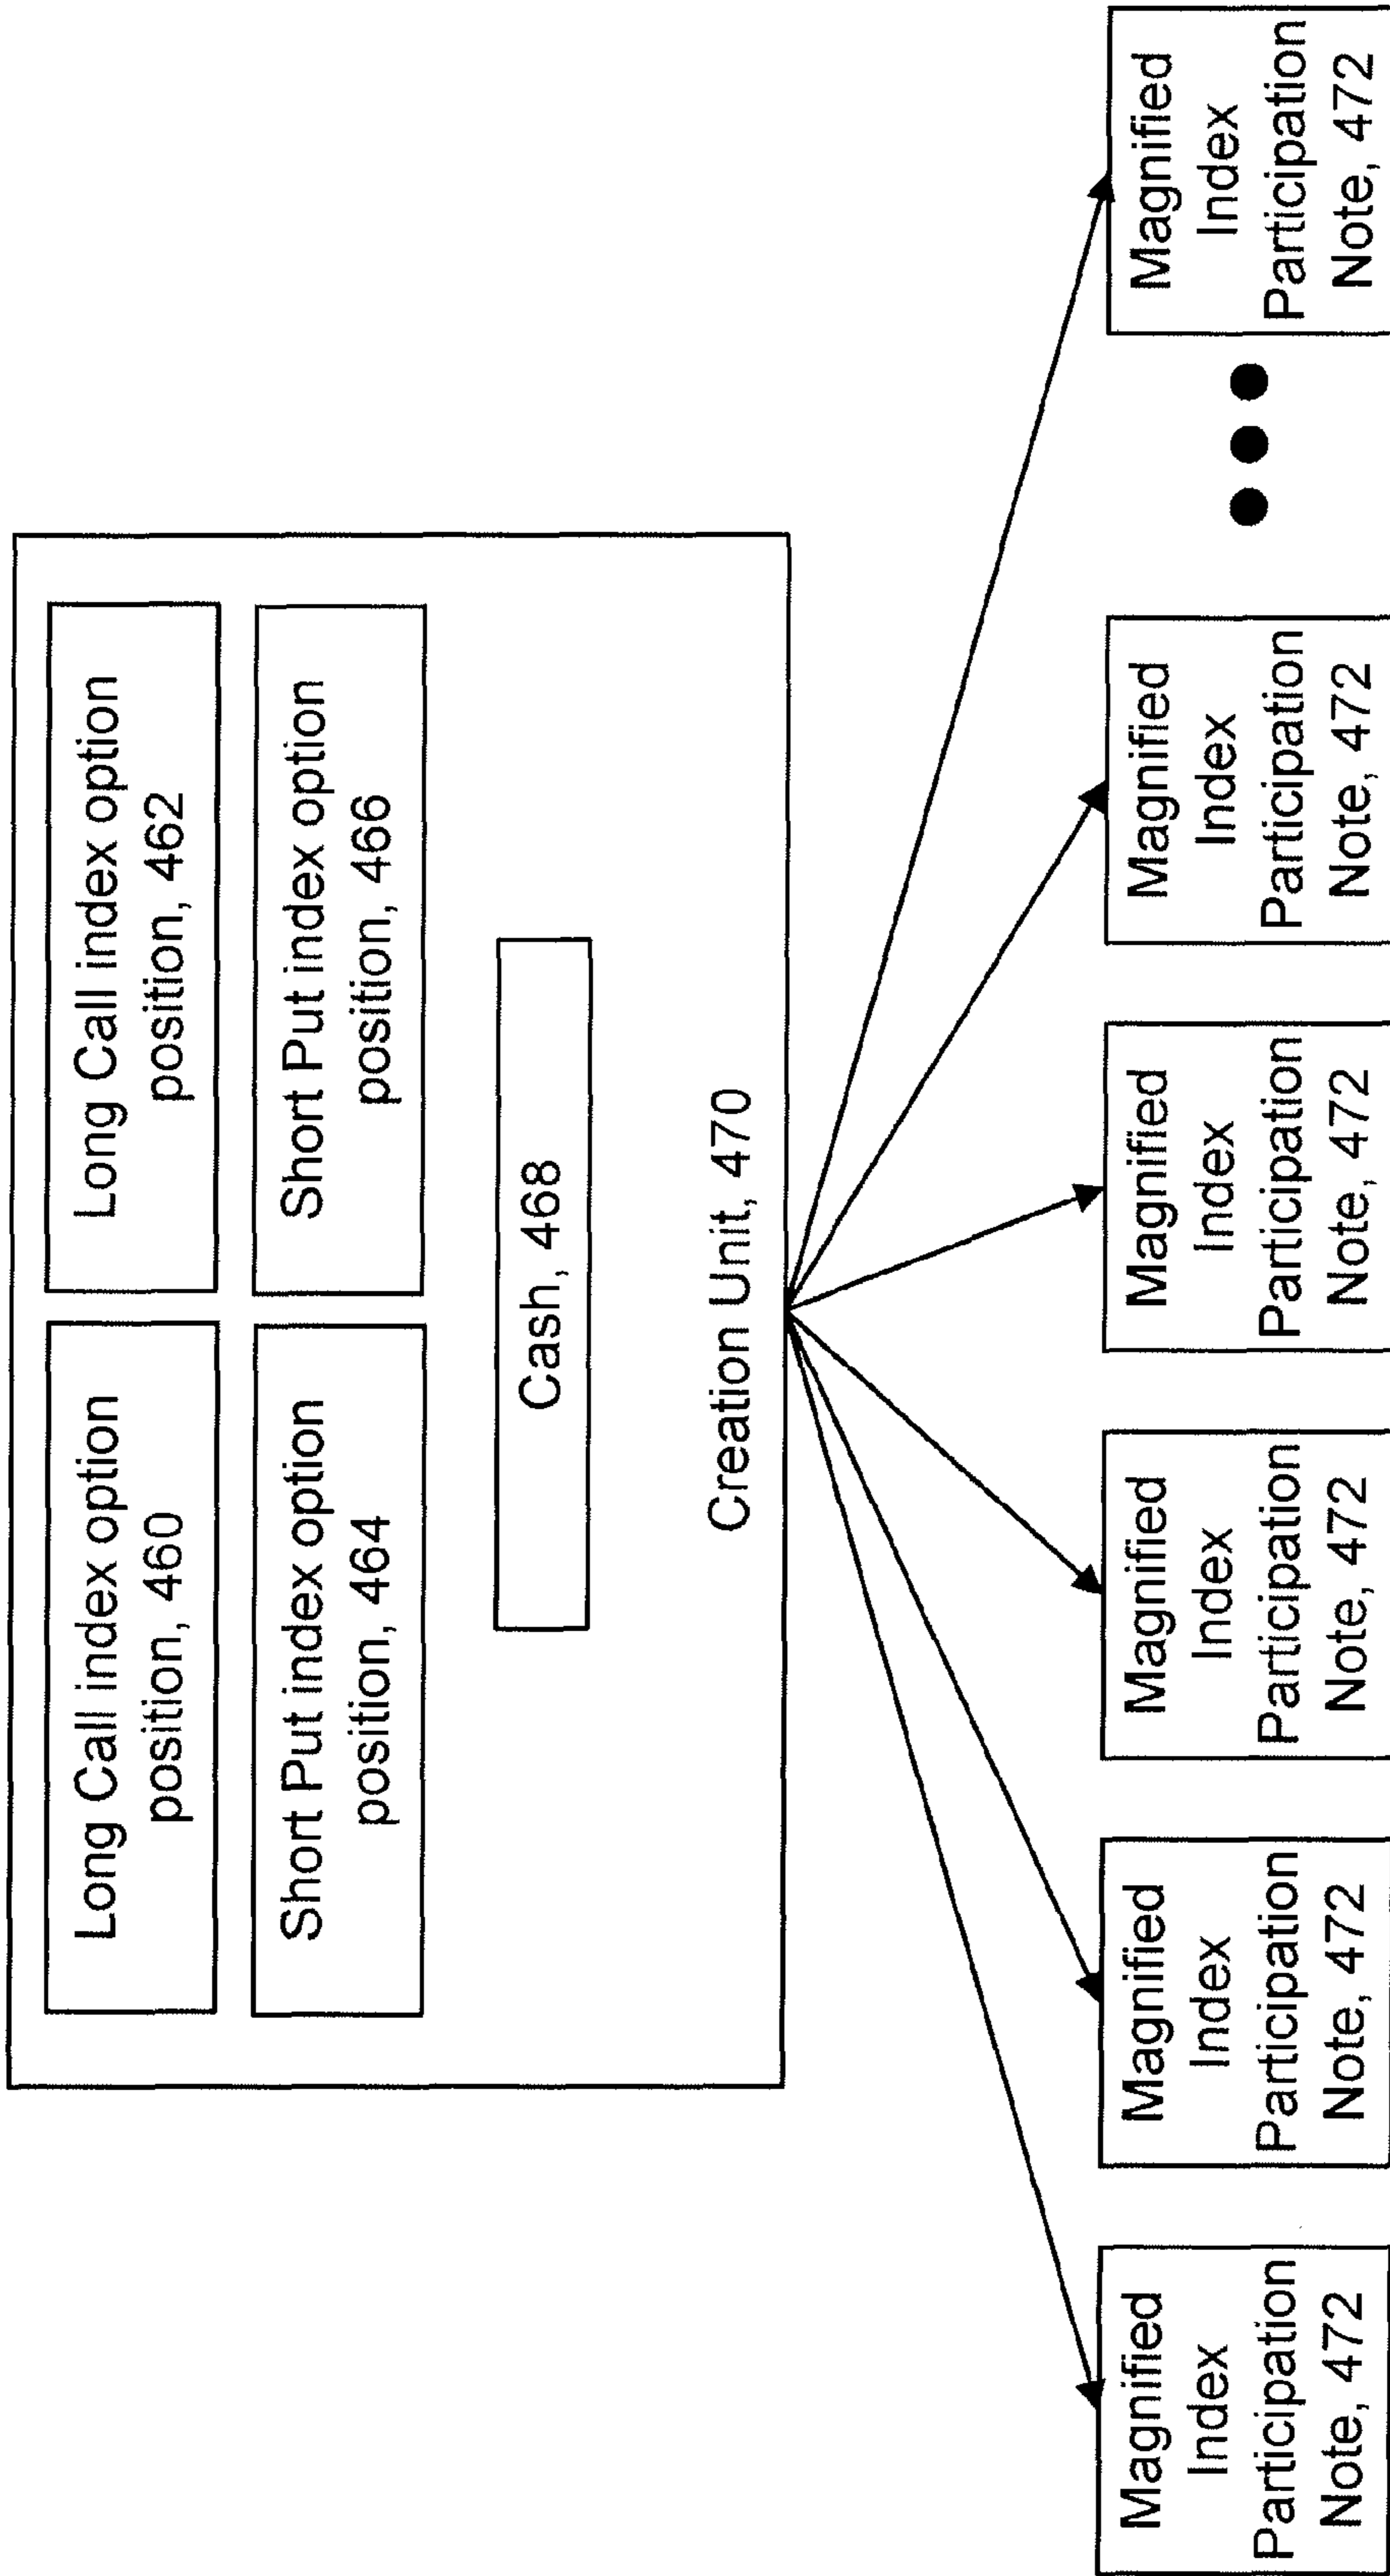 Long Call index option
position, 460
Long Call index option
position, 462
Short Put index option
position, 464
Short Put index option
position, 466
Cash, 468
Creation Unit, 470
Magnified
Index
Participation
Note, 472
Magnified
Index
Participation
Note, 472
Magnified
Index
Participation
Note, 472
Magnified
Index
Participation
Note, 472
Magnified
Index
Participation
Note, 472
Magnified
Index
Participation
Note, 472